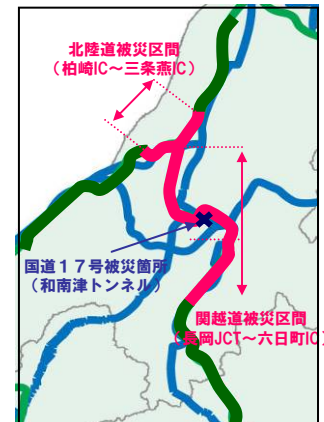 北陸道被災区間
（柏崎IC～三条燕IC）
国道１７号被災箇所
（和南津トンネル）
関越道被災区間
（長岡JCT～六日町IC）